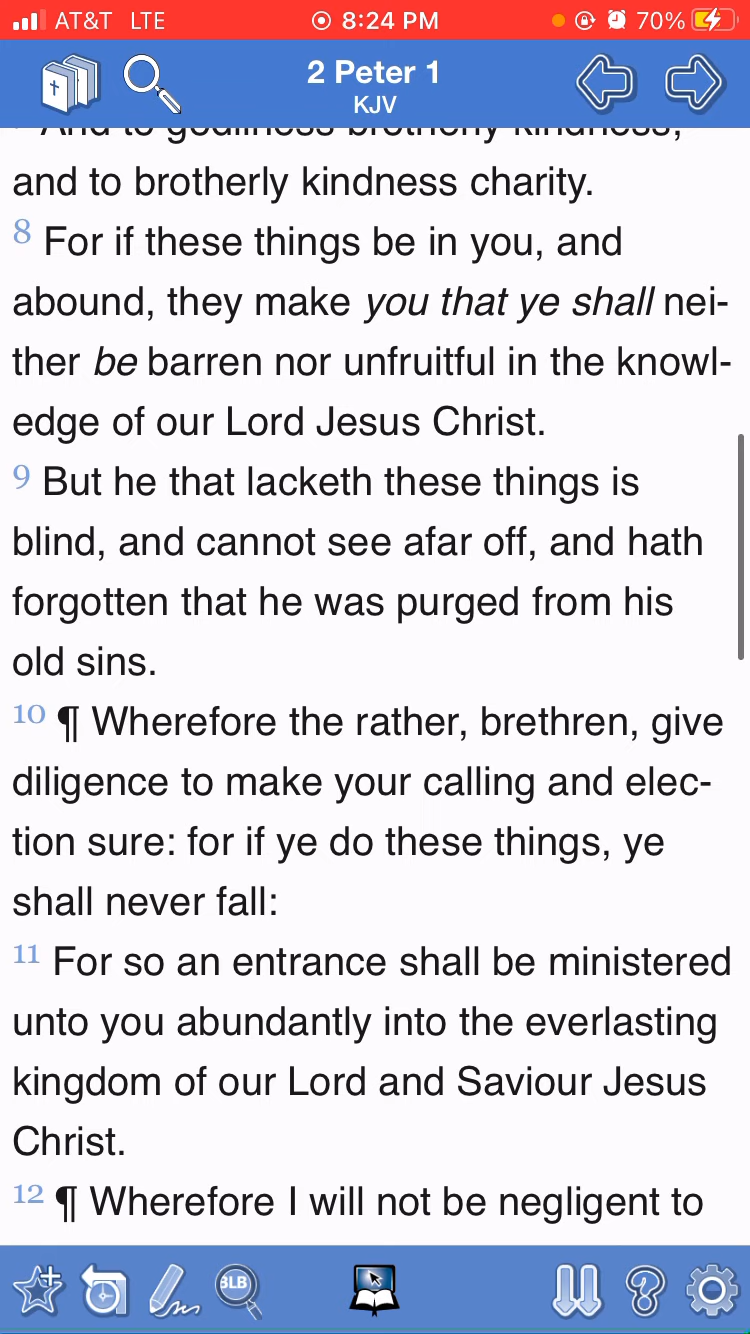 AT&T LTE 8:24 PM 70%
2 Peter 1
KJV
And to godliness brotherly kindness;
and to brotherly kindness charity.
8 For if these things be in you, and
abound, they make you that ye shall nei-
ther be barren nor unfruitful in the knowl-
edge of our Lord Jesus Christ.
9 But he that lacketh these things is
blind, and cannot see afar off, and hath
forgotten that he was purged from his
old sins.
10 ¶ Wherefore the rather, brethren, give
diligence to make your calling and elec-
tion sure: for if ye do these things, ye
shall never fall:
11 For so an entrance shall be ministered
unto you abundantly into the everlasting
kingdom of our Lord and Saviour Jesus
Christ.
12 ¶ Wherefore I will not be negligent to
BLB